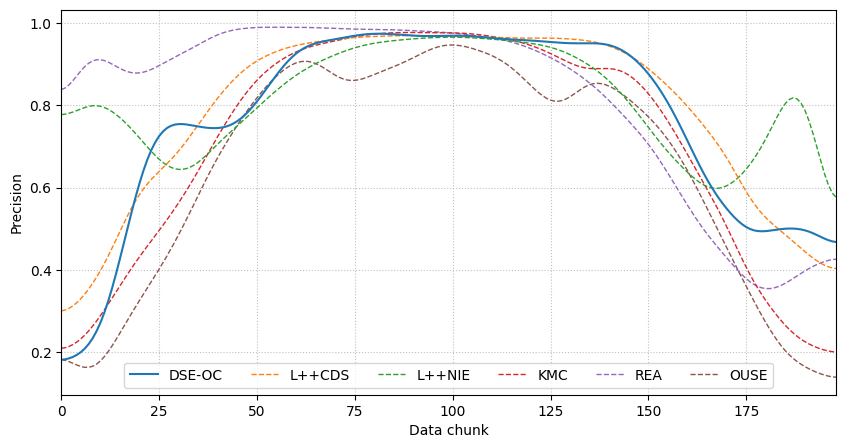 1.0
0.8
0.6
0.4
0.2
Precision
DSE-OC L++CDS L++NIE KMC REA OUSE
0 25 50 75 100 125 150 175
Data chunk